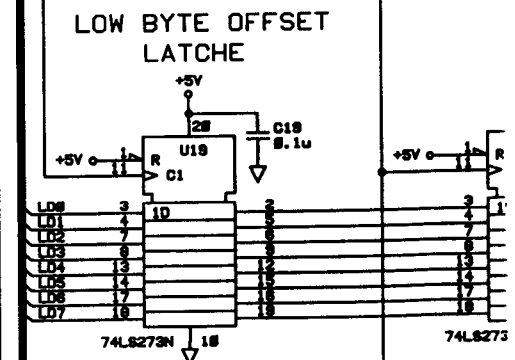 LOW BYTE OFFSET
LATCHE
+5V
20
U19
C19
0.1u
+5V 1 R
11 C1
+5V 1 R
11
1D
LD0 3 2
LD1 4 5
LD2 7 6
LD3 8 9
LD4 13 12
LD5 14 15
LD6 17 16
LD7 18 19
3
4
7
8
13
14
17
18
74LS273N 10
74LS273